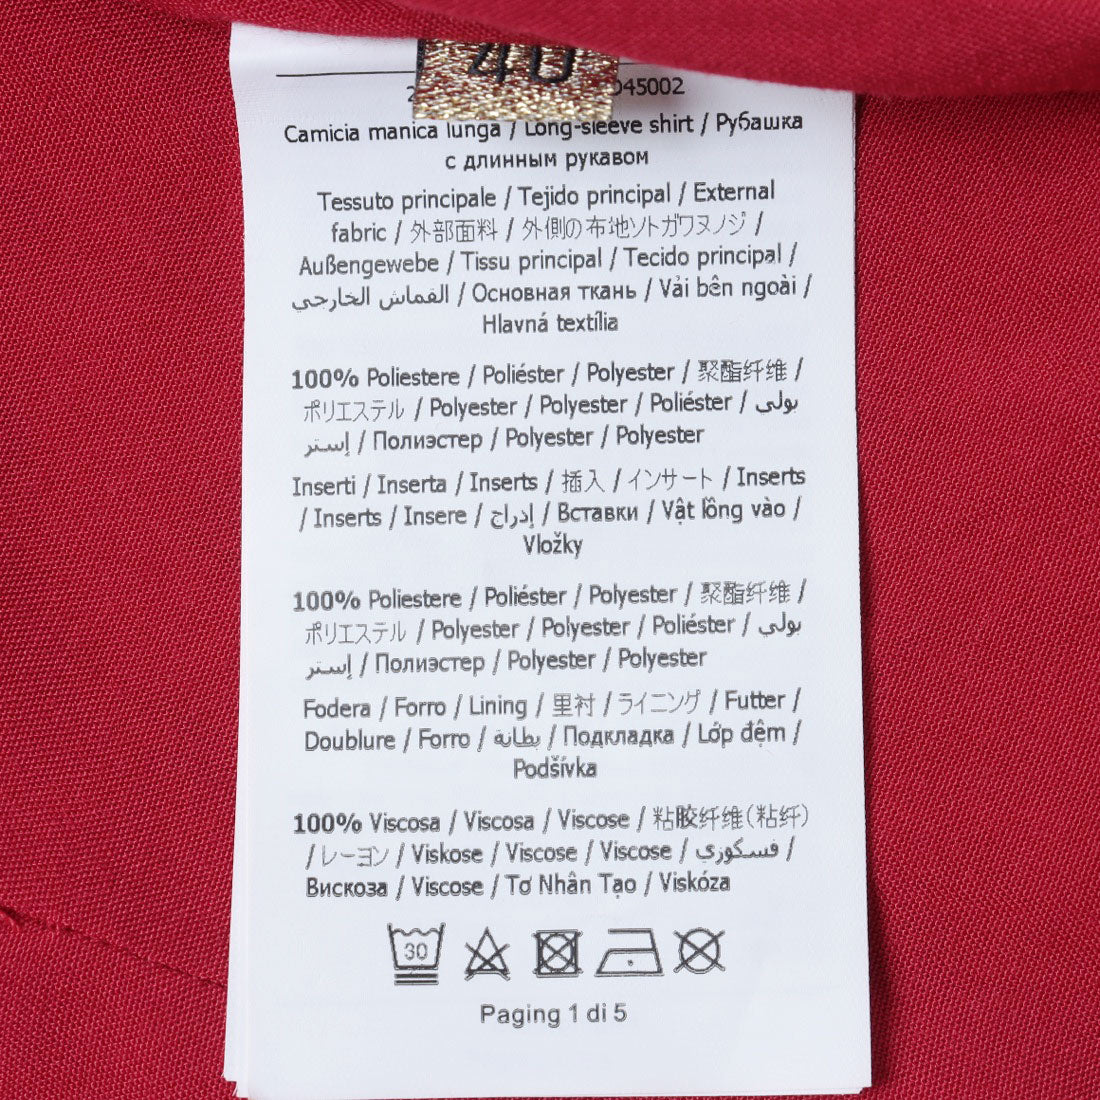 40
045002
Camicia manica lunga / Long-sleeve shirt / Рубашка
с длинным рукавом
Tessuto principale / Tejido principal / External
fabric / 外部面料 / 外側の布地ソトガワヌノジ /
Außengewebe / Tissu principal / Tecido principal /
القماش الخارجي / Основная ткань / Vải bên ngoài /
Hlavná textília
100% Poliestere / Poliéster / Polyester / 聚酯纤维 /
ポリエステル / Polyester / Polyester / Poliéster / بولي
إستر / Полиэстер / Polyester / Polyester
Inserti / Inserta / Inserts / 插入 / インサート / Inserts
/ Inserts / Insere / إدراج / Вставки / Vật lồng vào /
Vložky
100% Poliestere / Poliéster / Polyester / 聚酯纤维 /
ポリエステル / Polyester / Polyester / Poliéster / بولي
إستر / Полиэстер / Polyester / Polyester
Fodera / Forro / Lining / 里衬 / ライニング / Futter /
Doublure / Forro / بطانة / Подкладка / Lớp đệm /
Podšívka
100% Viscosa / Viscosa / Viscose / 粘胶纤维(粘纤)
/ レーヨン / Viskose / Viscose / Viscose / فسكوزي /
Вискоза / Viscose / Tơ Nhân Tạo / Viskóza
30
Paging 1 di 5